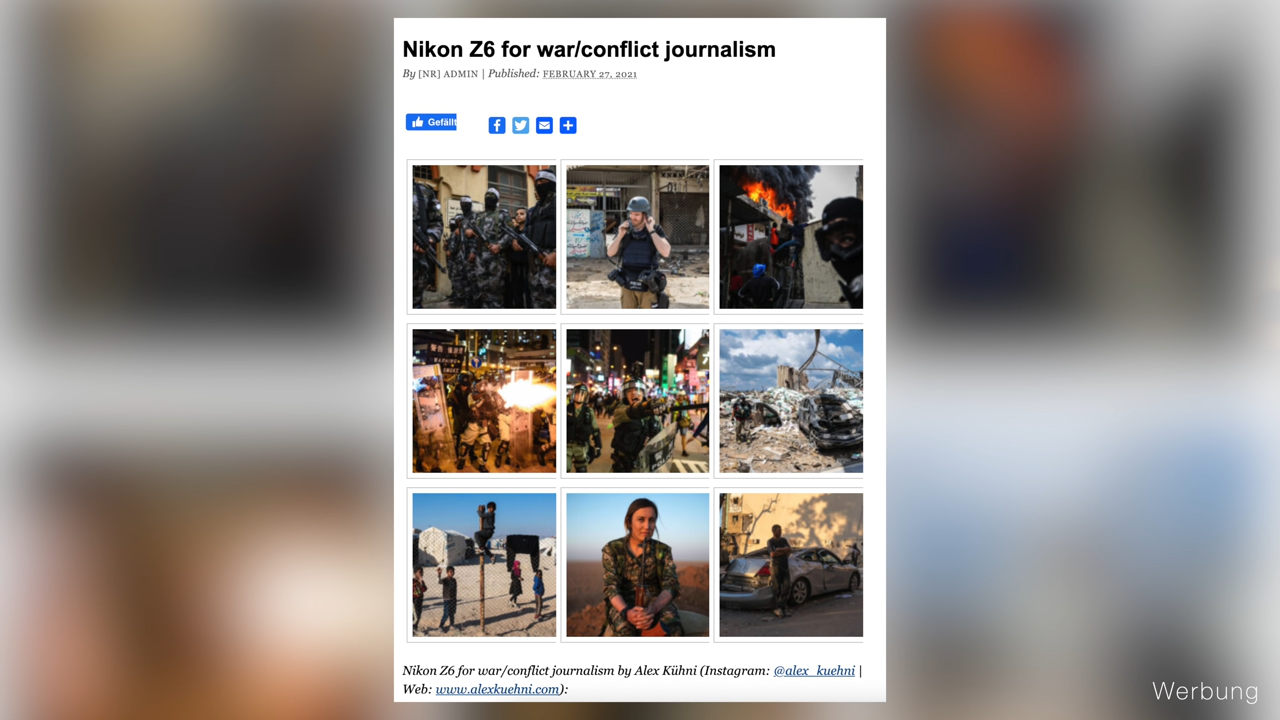 Nikon Z6 for war/conflict journalism
By [NR] ADMIN | Published: FEBRUARY 27, 2021
Gefällt
Nikon Z6 for war/conflict journalism by Alex Kühni (Instagram: @alex_kuehni |
Web: www.alexkuehni.com):
Werbung